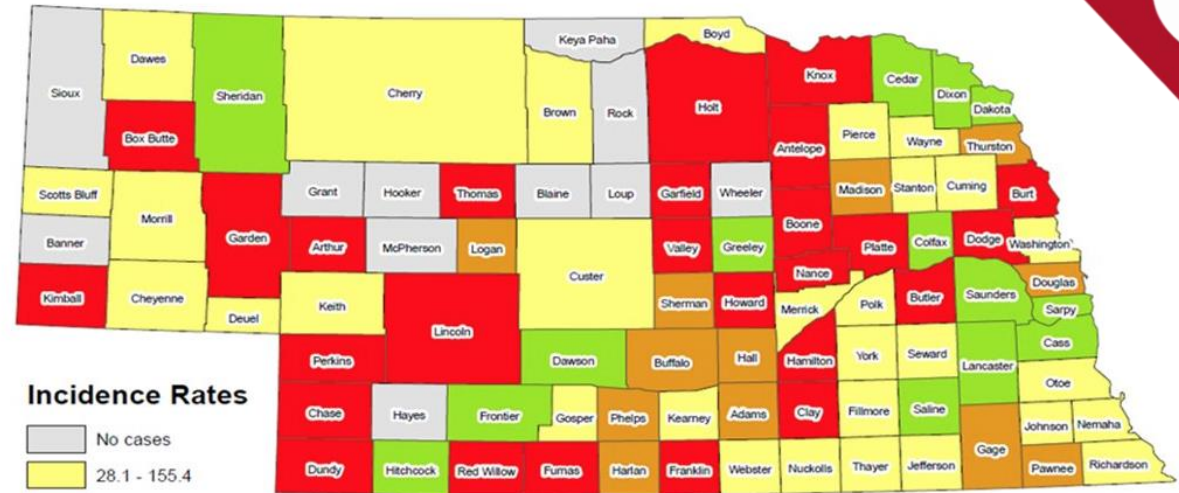 Keya Paha
Boyd
Dawes
Sioux
Sheridan
Cherry
Brown
Rock
Holt
Knox
Cedar
Dixon
Dakota
Box Butte
Antelope
Pierce
Wayne
Thurston
Scotts Bluff
Morrill
Garden
Grant
Hooker
Thomas
Blaine
Loup
Garfield
Wheeler
Madison
Stanton
Cuming
Burt
Banner
Arthur
McPherson
Logan
Custer
Valley
Greeley
Boone
Platte
Colfax
Dodge
Washington
Kimball
Cheyenne
Deuel
Keith
Lincoln
Sherman
Howard
Nance
Merrick
Polk
Butler
Saunders
Douglas
Sarpy
Perkins
Dawson
Buffalo
Hall
Hamilton
York
Seward
Lancaster
Cass
Otoe
Incidence Rates
Chase
Hayes
Frontier
Gosper
Phelps
Kearney
Adams
Clay
Fillmore
Saline
Johnson
Nemaha
No cases
Dundy
Hitchcock
Red Willow
Furnas
Harlan
Franklin
Webster
Nuckolls
Thayer
Jefferson
Gage
Pawnee
Richardson
28.1 - 155.4